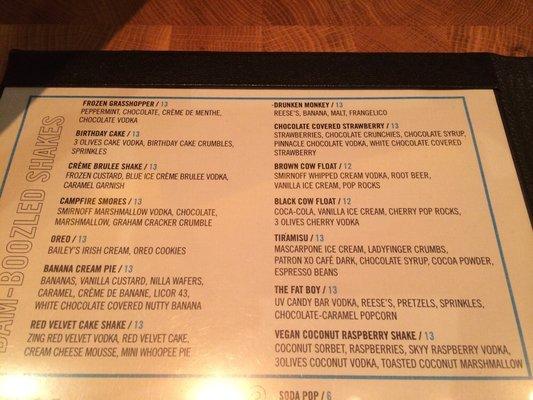 BAM-BOOZLED SHAKES
FROZEN GRASSHOPPER / 13
PEPPERMINT, CHOCOLATE, CRÈME DE MENTHE,
CHOCOLATE VODKA
BIRTHDAY CAKE / 13
3 OLIVES CAKE VODKA, BIRTHDAY CAKE CRUMBLES,
SPRINKLES
CRÈME BRULEE SHAKE / 13
FROZEN CUSTARD, BLUE ICE CRÈME BRULEE VODKA,
CARAMEL GARNISH
CAMPFIRE SMORES / 13
SMIRNOFF MARSHMALLOW VODKA, CHOCOLATE,
MARSHMALLOW, GRAHAM CRACKER CRUMBLE
OREO / 13
BAILEY'S IRISH CREAM, OREO COOKIES
BANANA CREAM PIE / 13
BANANAS, VANILLA CUSTARD, NILLA WAFERS,
CARAMEL, CRÈME DE BANANE, LICOR 43,
WHITE CHOCOLATE COVERED NUTTY BANANA
RED VELVET CAKE SHAKE / 13
ZING RED VELVET VODKA, RED VELVET CAKE,
CREAM CHEESE MOUSSE, MINI WHOOPEE PIE
DRUNKEN MONKEY / 13
REESE'S, BANANA, MALT, FRANGELICO
CHOCOLATE COVERED STRAWBERRY / 13
STRAWBERRIES, CHOCOLATE CRUNCHIES, CHOCOLATE SYRUP,
PINNACLE CHOCOLATE VODKA, WHITE CHOCOLATE COVERED
STRAWBERRY
BROWN COW FLOAT / 12
SMIRNOFF WHIPPED CREAM VODKA, ROOT BEER,
VANILLA ICE CREAM, POP ROCKS
BLACK COW FLOAT / 12
COCA-COLA, VANILLA ICE CREAM, CHERRY POP ROCKS,
3 OLIVES CHERRY VODKA
TIRAMISU / 13
MASCARPONE ICE CREAM, LADYFINGER CRUMBS,
PATRON XO CAFÉ DARK, CHOCOLATE SYRUP, COCOA POWDER,
ESPRESSO BEANS
THE FAT BOY / 13
UV CANDY BAR VODKA, REESE'S, PRETZELS, SPRINKLES,
CHOCOLATE-CARAMEL POPCORN
VEGAN COCONUT RASPBERRY SHAKE / 13
COCONUT SORBET, RASPBERRIES, SKYY RASPBERRY VODKA,
3OLIVES COCONUT VODKA, TOASTED COCONUT MARSHMALLOW
SODA POP / 6